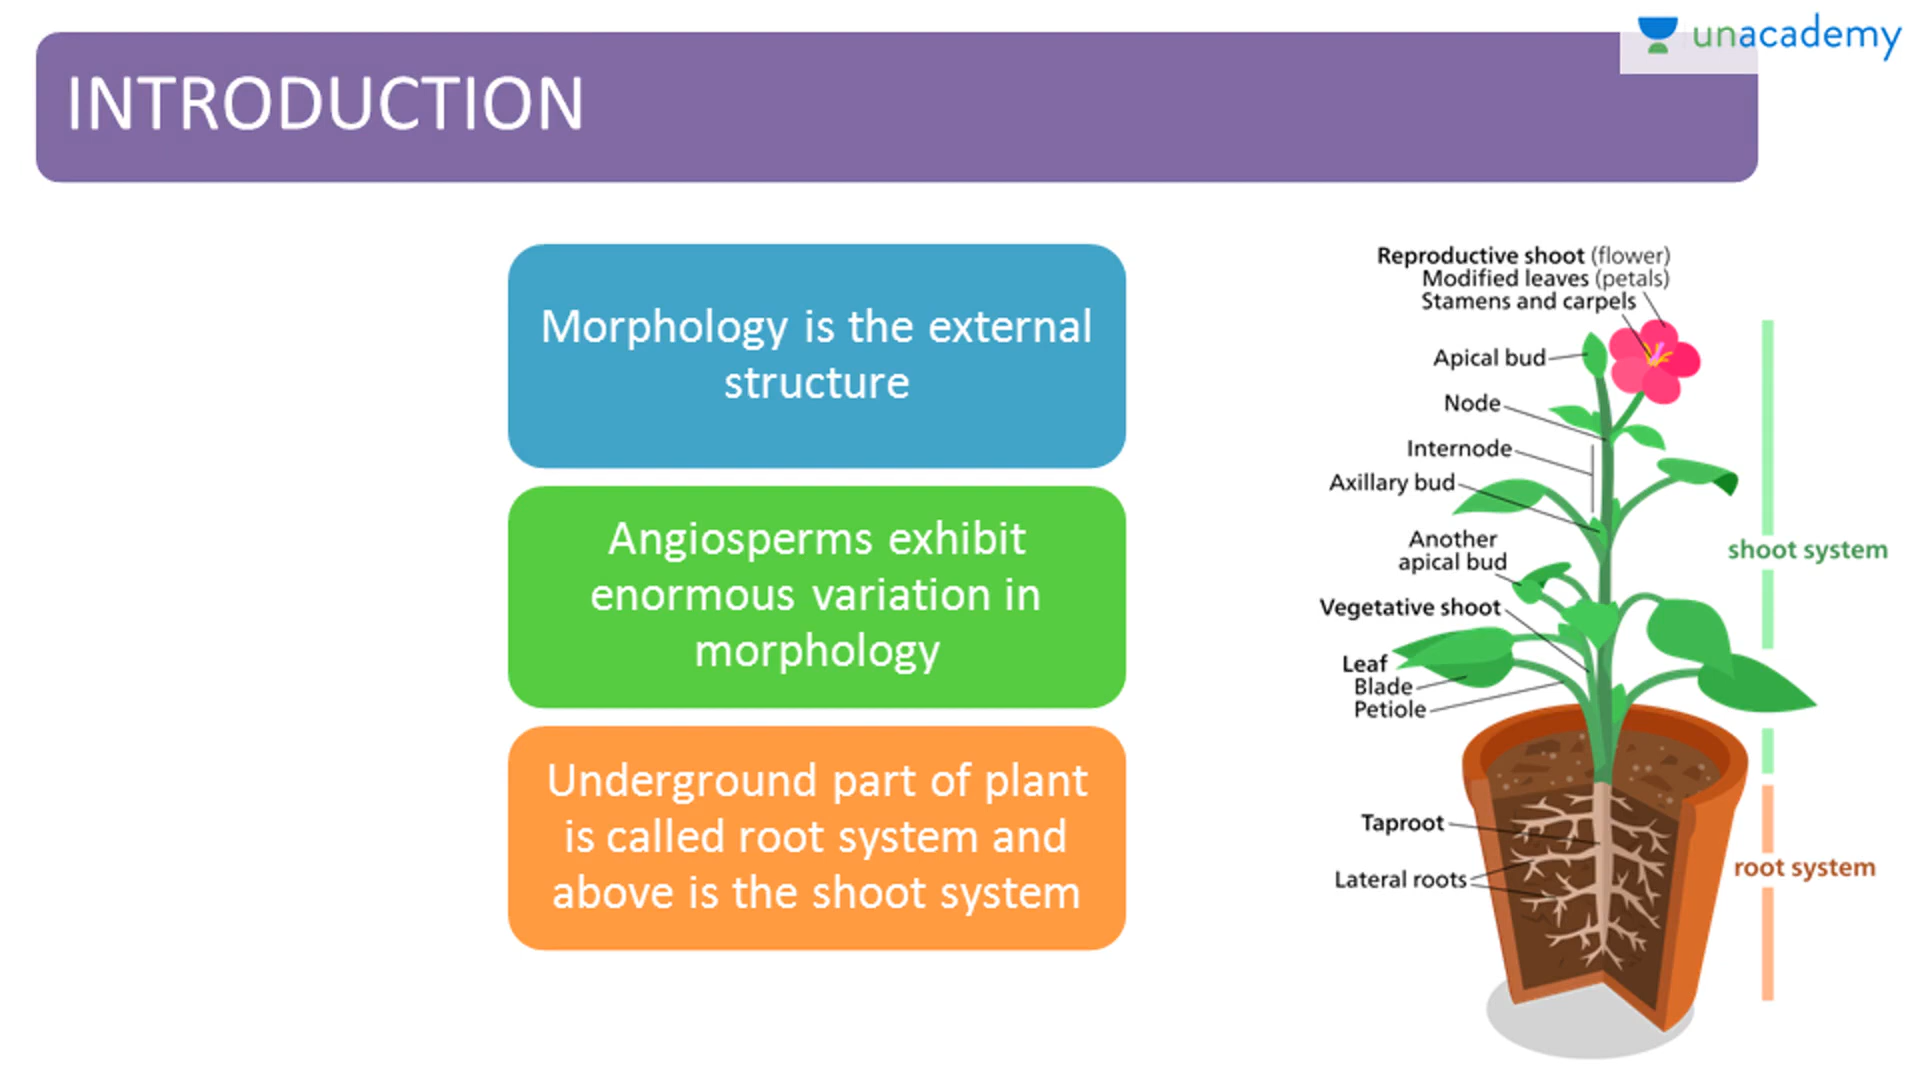 unacademy
INTRODUCTION
Morphology is the external
structure
Angiosperms exhibit
enormous variation in
morphology
Underground part of plant
is called root system and
above is the shoot system
Reproductive shoot (flower)
Modified leaves (petals)
Stamens and carpels
Apical bud
Node
Internode
Axillary bud
Another
apical bud
Vegetative shoot
Leaf
Blade
Petiole
Taproot
Lateral roots
shoot system
root system